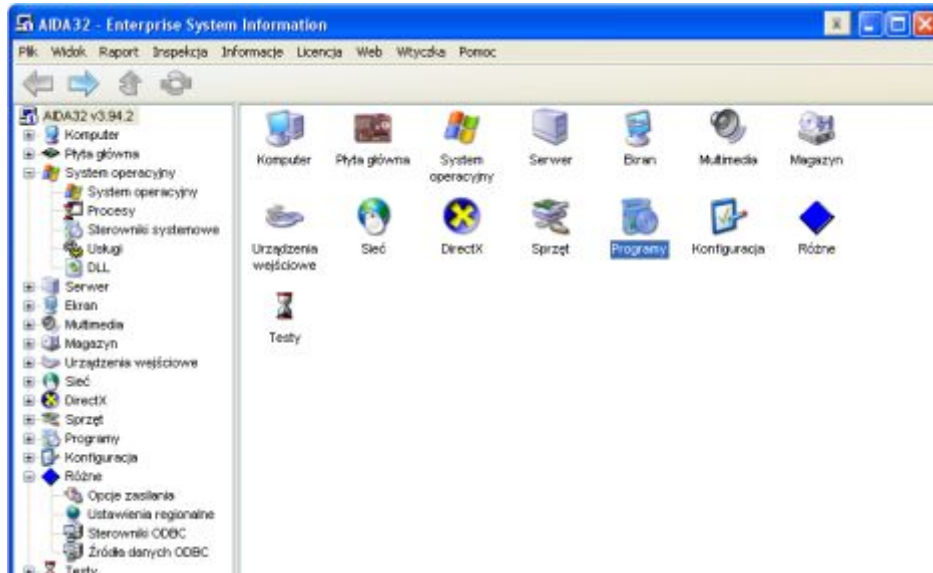 AIDA32 - Enterprise System Information
Plik Widok Raport Inspekcja Informacje Licencja Web Wtyczka Pomoc
AIDA32 v3.94.2
Komputer
Płyta główna
System operacyjny
System operacyjny
Procesy
Sterowniki systemowe
Usługi
DLL
Serwer
Ekran
Multimedia
Magazyn
Urządzenia wejściowe
Sieć
DirectX
Sprzęt
Programy
Konfiguracja
Różne
Opcje zasilania
Ustawienia regionalne
Sterowniki ODBC
Źródła danych ODBC
Testy
Komputer Płyta główna System operacyjny Serwer Ekran Multimedia Magazyn
Urządzenia wejściowe Sieć DirectX Sprzęt Programy Konfiguracja Różne
Testy